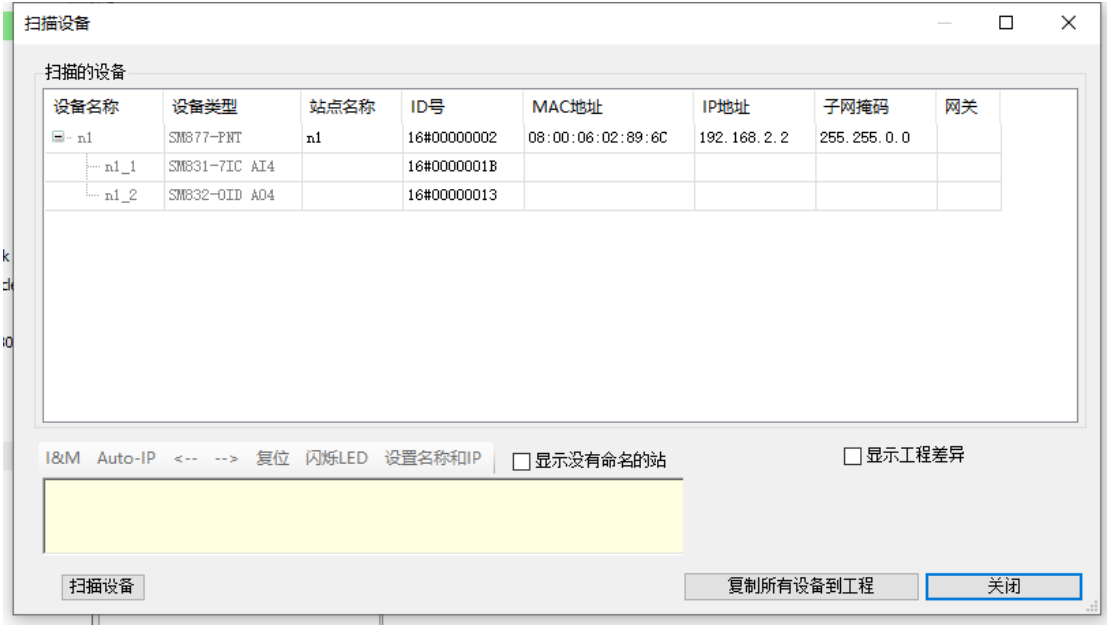 扫描设备
扫描的设备
设备名称 设备类型 站点名称 ID号 MAC地址 IP地址 子网掩码 网关
n1 SM877-PNT n1 16#00000002 08:00:06:02:89:6C 192.168.2.2 255.255.0.0
n1_1 SM831-7IC AI4 16#0000001B
n1_2 SM832-0ID AO4 16#00000013
I&M Auto-IP <-- --> 复位 闪烁LED 设置名称和IP 显示没有命名的站 显示工程差异
扫描设备 复制所有设备到工程 关闭